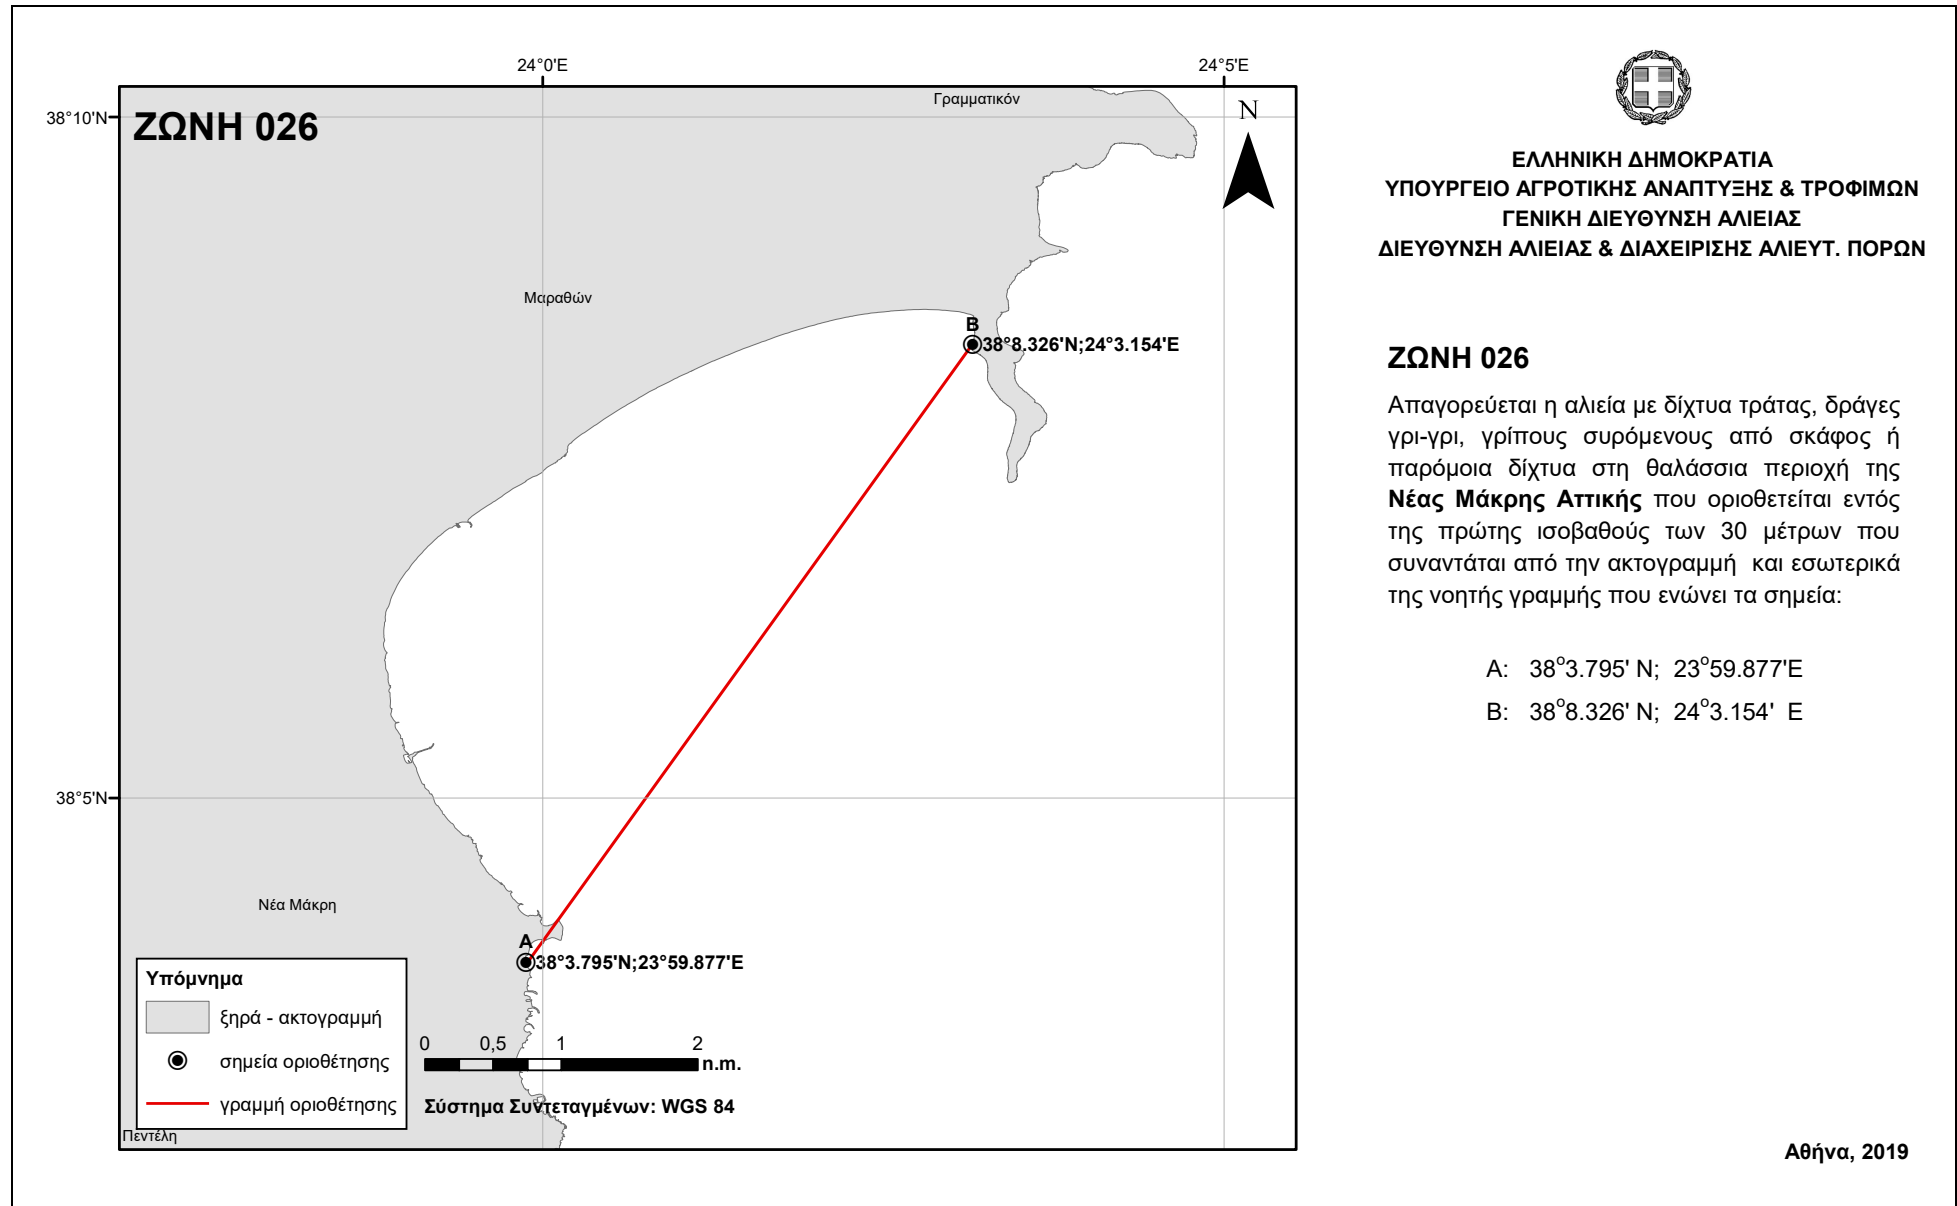 24°0'E
24°5'E
38°10'N
ΖΩΝΗ 026
Γραμματικόν
N
Μαραθών
B
38°8.326'N;24°3.154'E
38°5'N
Νέα Μάκρη
A
38°3.795'N;23°59.877'E
Υπόμνημα
ξηρά - ακτογραμμή
σημεία οριοθέτησης
γραμμή οριοθέτησης
0 0,5 1 2
n.m.
Σύστημα Συντεταγμένων: WGS 84
Πεντέλη
ΕΛΛΗΝΙΚΗ ΔΗΜΟΚΡΑΤΙΑ
ΥΠΟΥΡΓΕΙΟ ΑΓΡΟΤΙΚΗΣ ΑΝΑΠΤΥΞΗΣ & ΤΡΟΦΙΜΩΝ
ΓΕΝΙΚΗ ΔΙΕΥΘΥΝΣΗ ΑΛΙΕΙΑΣ
ΔΙΕΥΘΥΝΣΗ ΑΛΙΕΙΑΣ & ΔΙΑΧΕΙΡΙΣΗΣ ΑΛΙΕΥΤ. ΠΟΡΩΝ
ΖΩΝΗ 026
Απαγορεύεται η αλιεία με δίχτυα τράτας, δράγες
γρι-γρι, γρίπους συρόμενους από σκάφος ή
παρόμοια δίχτυα στη θαλάσσια περιοχή της
Νέας Μάκρης Αττικής που οριοθετείται εντός
της πρώτης ισοβαθούς των 30 μέτρων που
συναντάται από την ακτογραμμή και εσωτερικά
της νοητής γραμμής που ενώνει τα σημεία:
A: 38°3.795' N; 23°59.877'E
B: 38°8.326' N; 24°3.154' E
Αθήνα, 2019